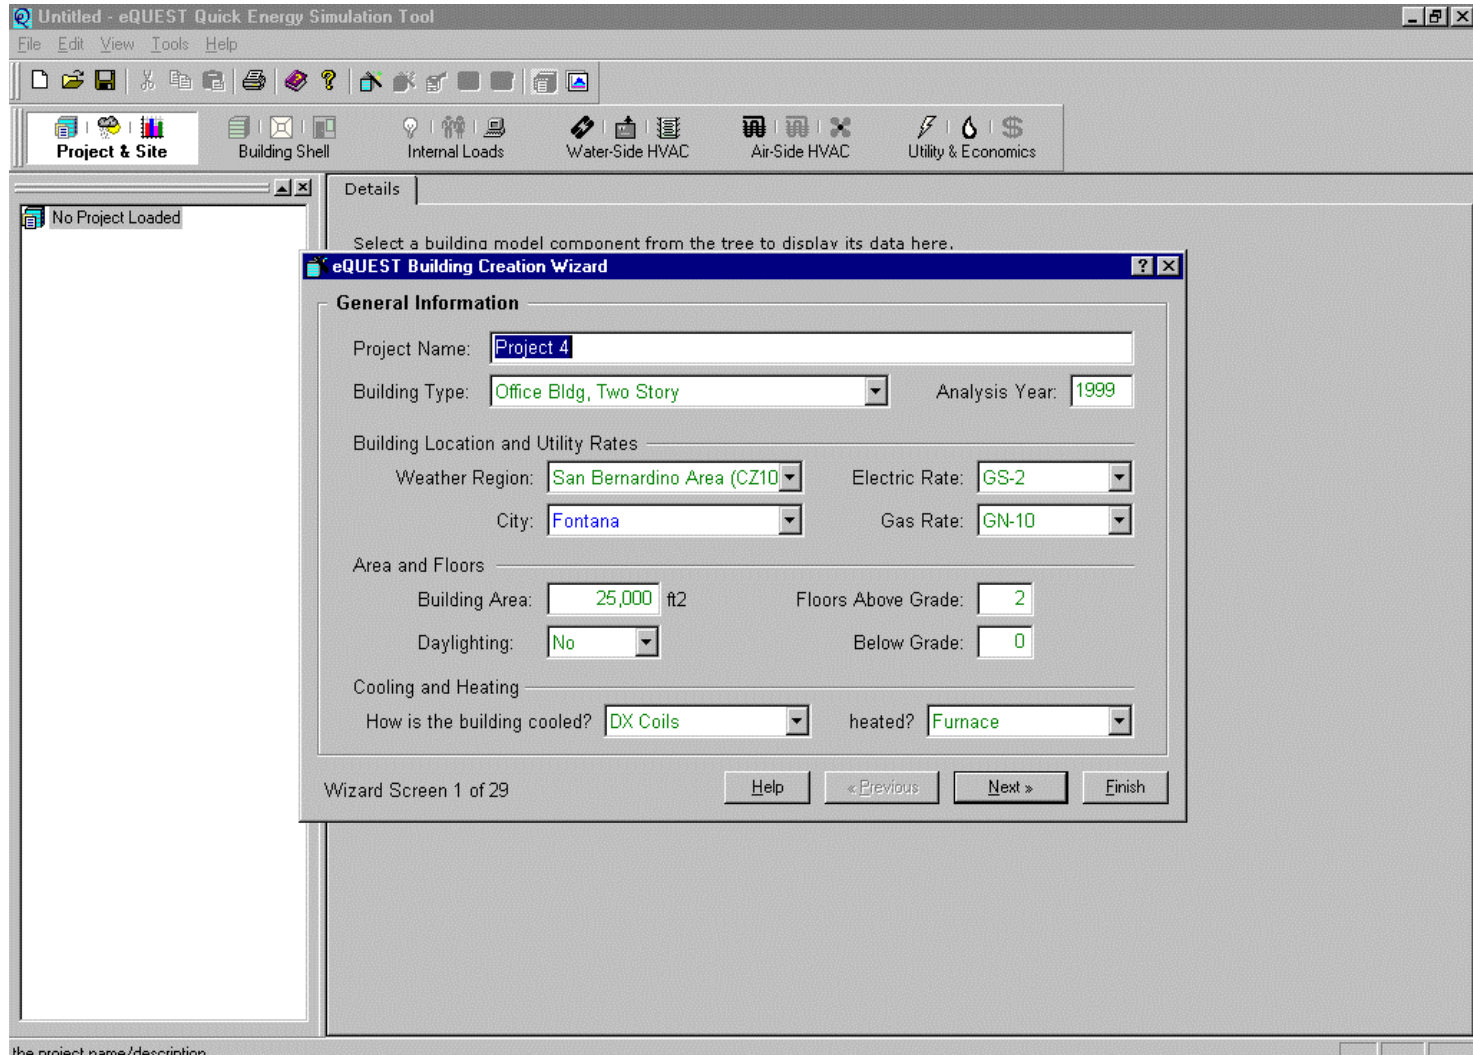 Untitled - eQUEST Quick Energy Simulation Tool
File Edit View Tools Help
Project & Site Building Shell Internal Loads Water-Side HVAC Air-Side HVAC Utility & Economics
No Project Loaded
Details
Select a building model component from the tree to display its data here.
eQUEST Building Creation Wizard
General Information
Project Name: Project 4
Building Type: Office Bldg, Two Story Analysis Year: 1999
Building Location and Utility Rates
Weather Region: San Bernardino Area (CZ10 Electric Rate: GS-2
City: Fontana Gas Rate: GN-10
Area and Floors
Building Area: 25,000 ft2 Floors Above Grade: 2
Daylighting: No Below Grade: 0
Cooling and Heating
How is the building cooled? DX Coils heated? Furnace
Wizard Screen 1 of 29 Help « Previous Next » Finish
the project name/description